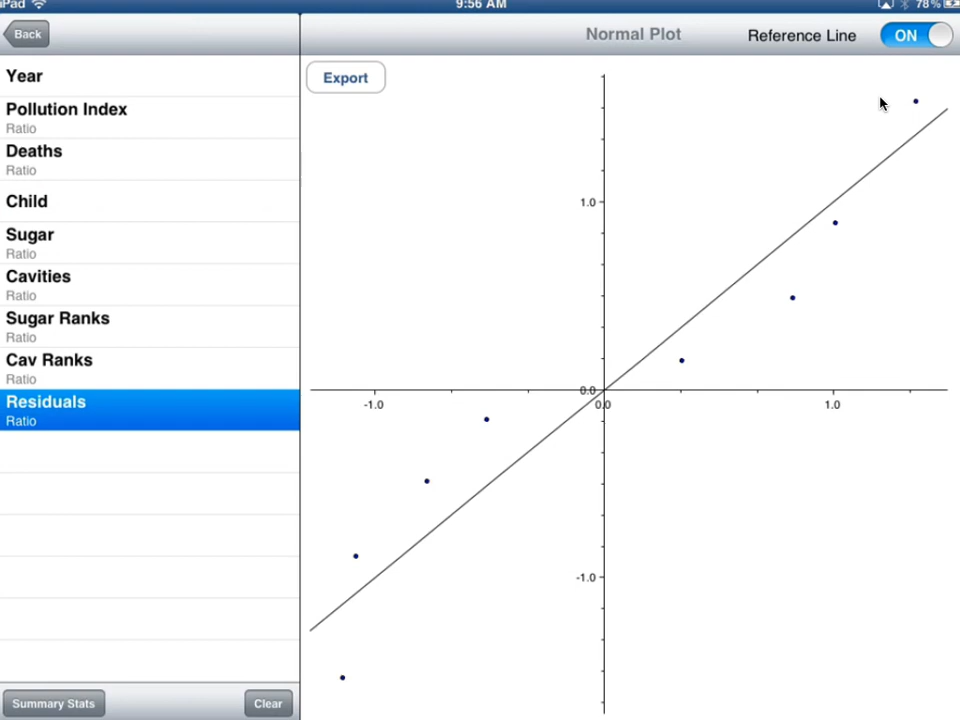 iPad 9:56 AM 78%
Back Normal Plot Reference Line ON
Export
Year
Pollution Index
Ratio
Deaths
Ratio
Child
Sugar
Ratio
Cavities
Ratio
Sugar Ranks
Ratio
Cav Ranks
Ratio
Residuals
Ratio
1.0
0.0
-1.0 0.0 1.0
-1.0
Summary Stats Clear